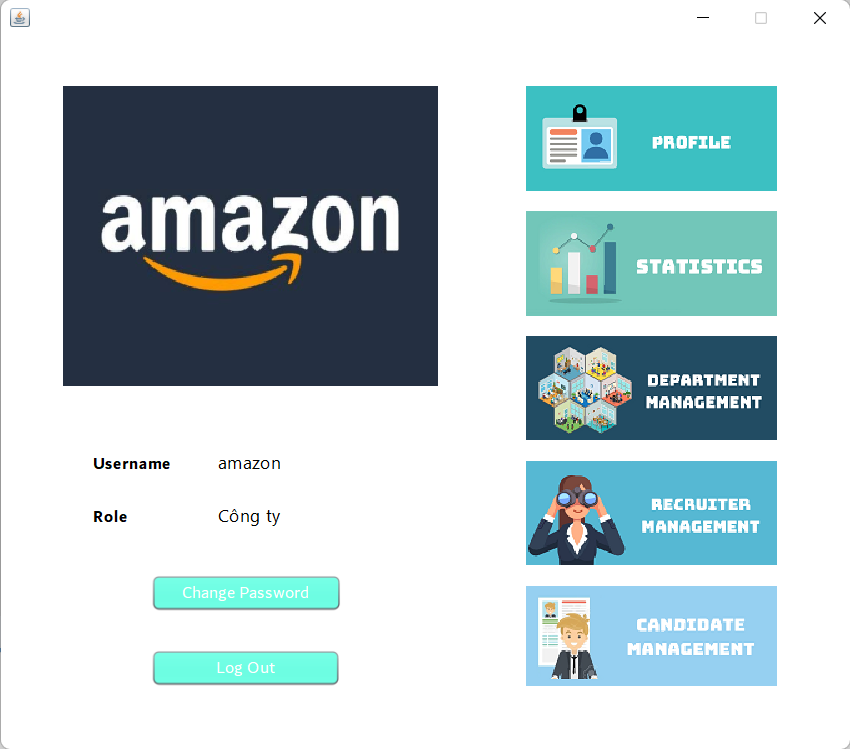 amazon
Username amazon
Role Công ty
Change Password
Log Out
PROFILE
STATISTICS
DEPARTMENT
MANAGEMENT
RECRUITER
MANAGEMENT
CANDIDATE
MANAGEMENT